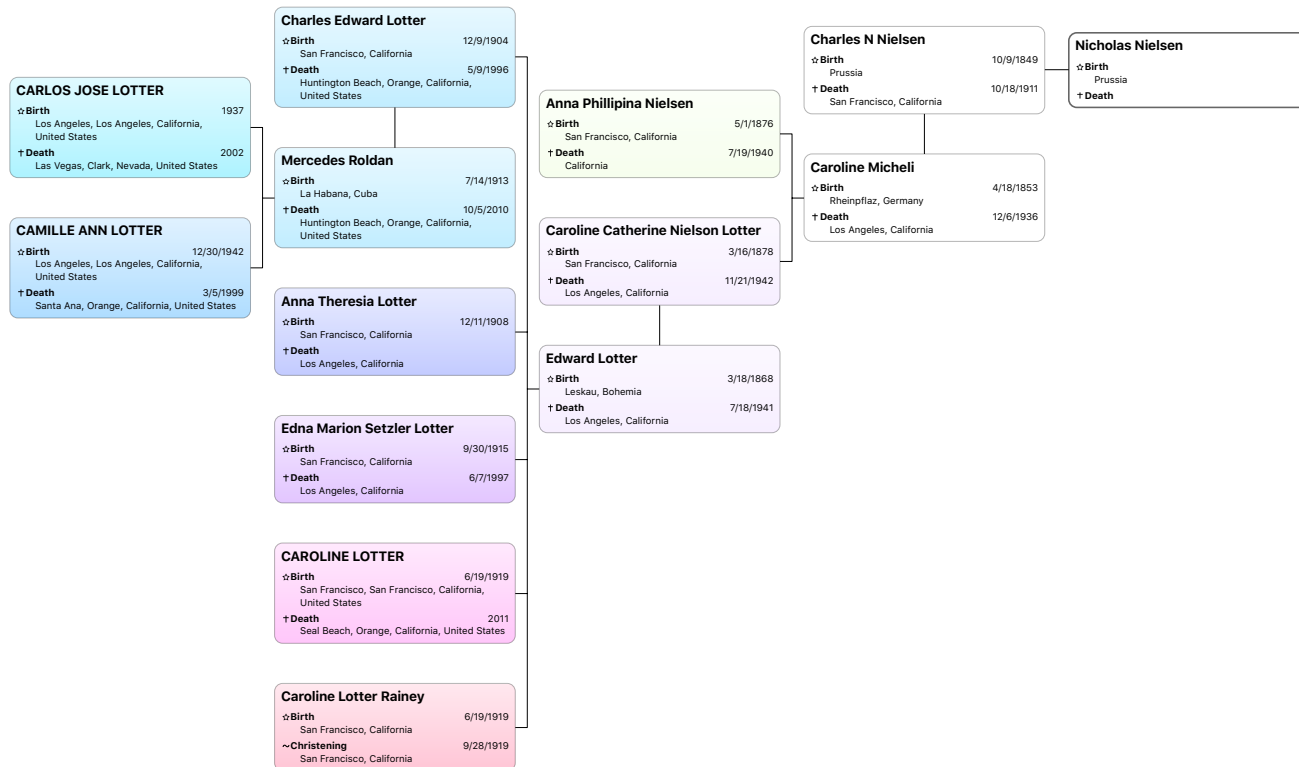 CARLOS JOSE LOTTER
☆Birth 1937
Los Angeles, Los Angeles, California,
United States
†Death 2002
Las Vegas, Clark, Nevada, United States
CAMILLE ANN LOTTER
☆Birth 12/30/1942
Los Angeles, Los Angeles, California,
United States
†Death 3/5/1999
Santa Ana, Orange, California, United States
Charles Edward Lotter
☆Birth 12/9/1904
San Francisco, California
†Death 5/9/1996
Huntington Beach, Orange, California,
United States
Mercedes Roldan
☆Birth 7/14/1913
La Habana, Cuba
†Death 10/5/2010
Huntington Beach, Orange, California,
United States
Anna Theresia Lotter
☆Birth 12/11/1908
San Francisco, California
†Death
Los Angeles, California
Edna Marion Setzler Lotter
☆Birth 9/30/1915
San Francisco, California
†Death 6/7/1997
Los Angeles, California
CAROLINE LOTTER
☆Birth 6/19/1919
San Francisco, San Francisco, California,
United States
†Death 2011
Seal Beach, Orange, California, United States
Caroline Lotter Rainey
☆Birth 6/19/1919
San Francisco, California
~Christening 9/28/1919
San Francisco, California
Anna Phillipina Nielsen
☆Birth 5/1/1876
San Francisco, California
†Death 7/19/1940
California
Caroline Catherine Nielson Lotter
☆Birth 3/16/1878
San Francisco, California
†Death 11/21/1942
Los Angeles, California
Edward Lotter
☆Birth 3/18/1868
Leskau, Bohemia
†Death 7/18/1941
Los Angeles, California
Charles N Nielsen
☆Birth 10/9/1849
Prussia
†Death 10/18/1911
San Francisco, California
Caroline Micheli
☆Birth 4/18/1853
Rheinpflaz, Germany
†Death 12/6/1936
Los Angeles, California
Nicholas Nielsen
☆Birth
Prussia
†Death